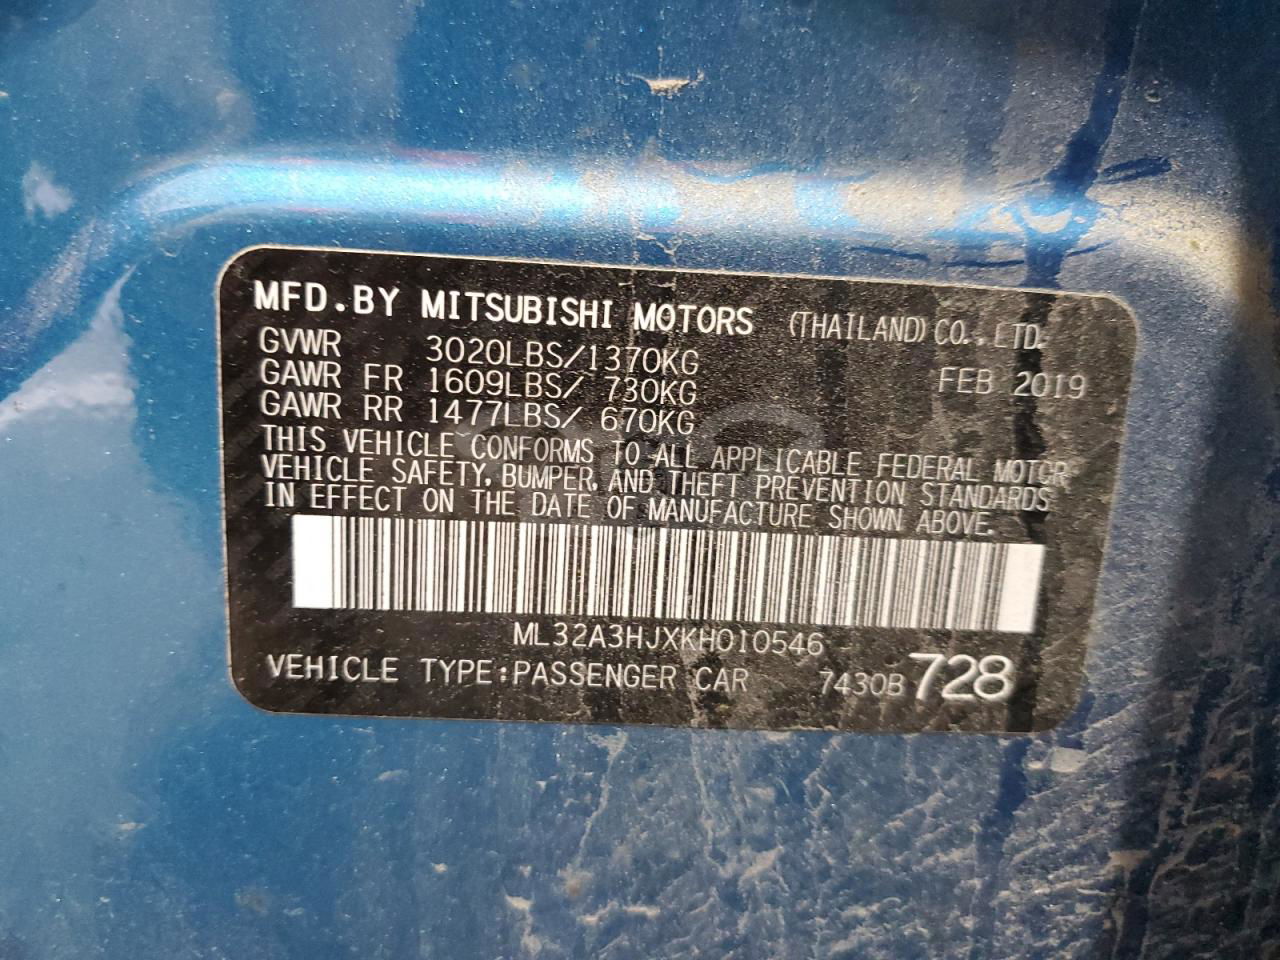 MFD.BY MITSUBISHI MOTORS (THAILAND) CO.,LTD.
GVWR 3020LBS/1370KG
FEB 2019
GAWR FR 1609LBS/ 730KG
GAWR RR 1477LBS/ 670KG
THIS VEHICLE CONFORMS TO ALL APPLICABLE FEDERAL MOTOR
VEHICLE SAFETY, BUMPER, AND THEFT PREVENTION STANDARDS
IN EFFECT ON THE DATE OF MANUFACTURE SHOWN ABOVE.
ML32A3HJXKH010546
VEHICLE TYPE:PASSENGER CAR 7430B 728